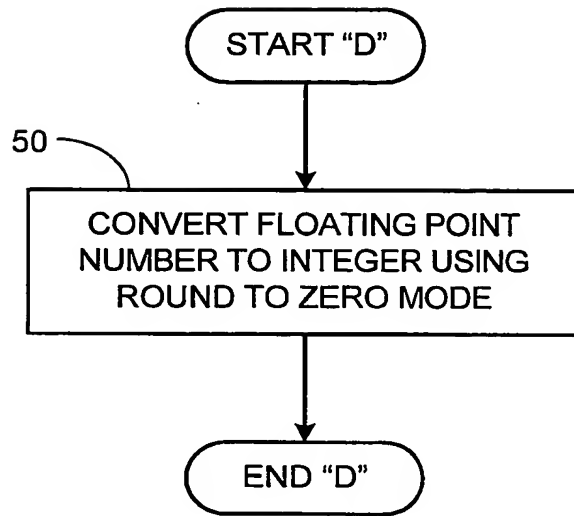 START “D”
50
CONVERT FLOATING POINT
NUMBER TO INTEGER USING
ROUND TO ZERO MODE
END “D”